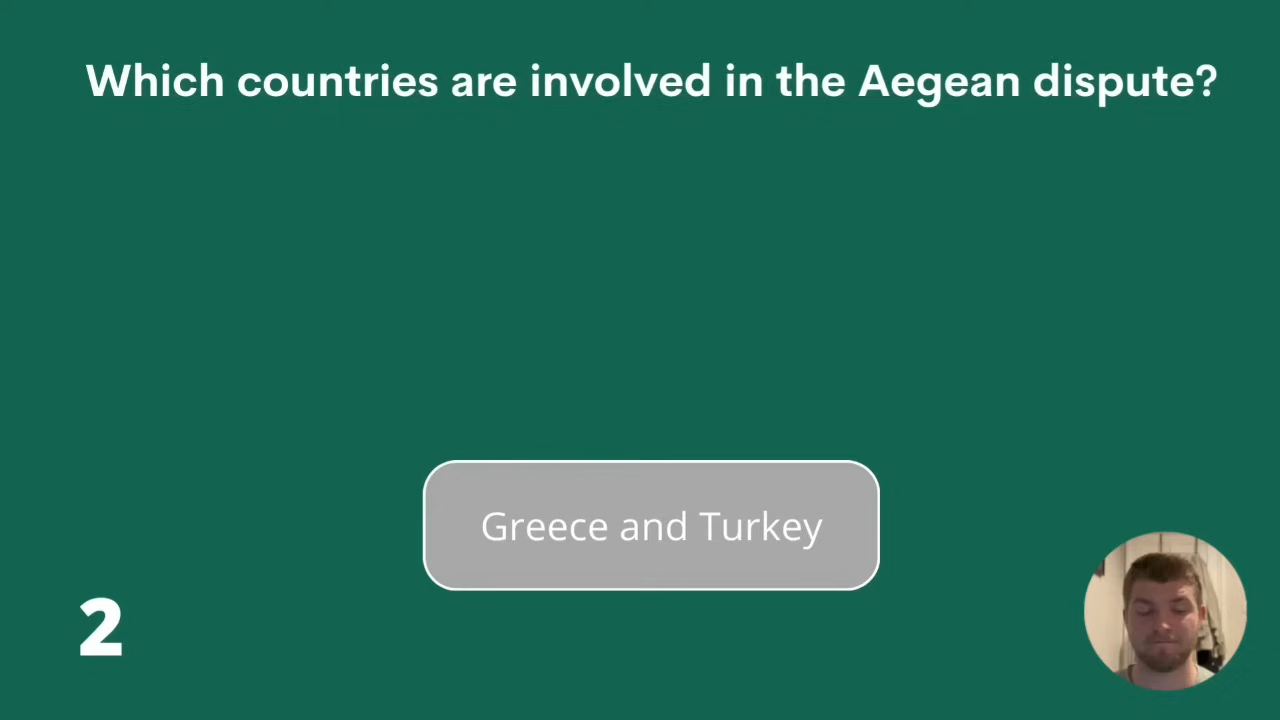 Which countries are involved in the Aegean dispute?
Greece and Turkey
2